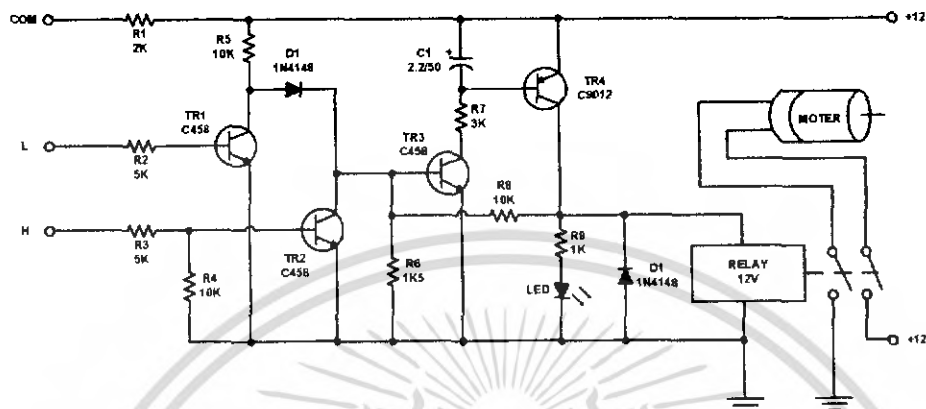 COM
R1
2K
R5
10K
D1
1N4148
C1
+
2.2/50
TR4
C9012
+12
TR1
C458
R7
3K
MOTER
L
R2
5K
TR3
C458
H
R3
5K
R8
10K
R4
10K
TR2
C458
R6
1K5
R9
1K
LED
D1
1N4148
RELAY
12V
+12